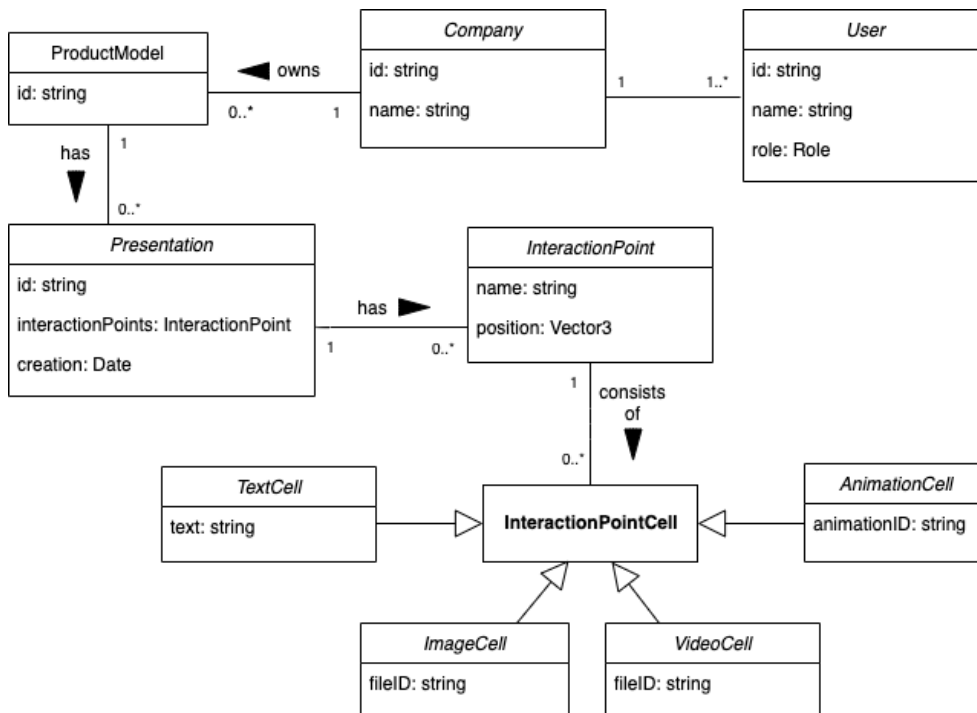 Company
User
ProductModel
id: string
owns
id: string
name: string
1
1..*
id: string
name: string
role: Role
0..*
1
1
has
0..*
Presentation
id: string
interactionPoints: InteractionPoint
creation: Date
has
1
0..*
InteractionPoint
name: string
position: Vector3
1
consists
of
0..*
TextCell
text: string
InteractionPointCell
AnimationCell
animationID: string
ImageCell
fileID: string
VideoCell
fileID: string